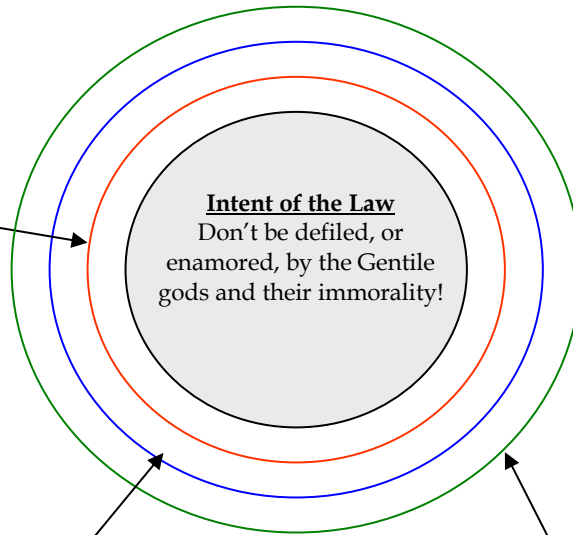 Intent of the Law
Don’t be defiled, or
enamored, by the Gentile
gods and their immorality!